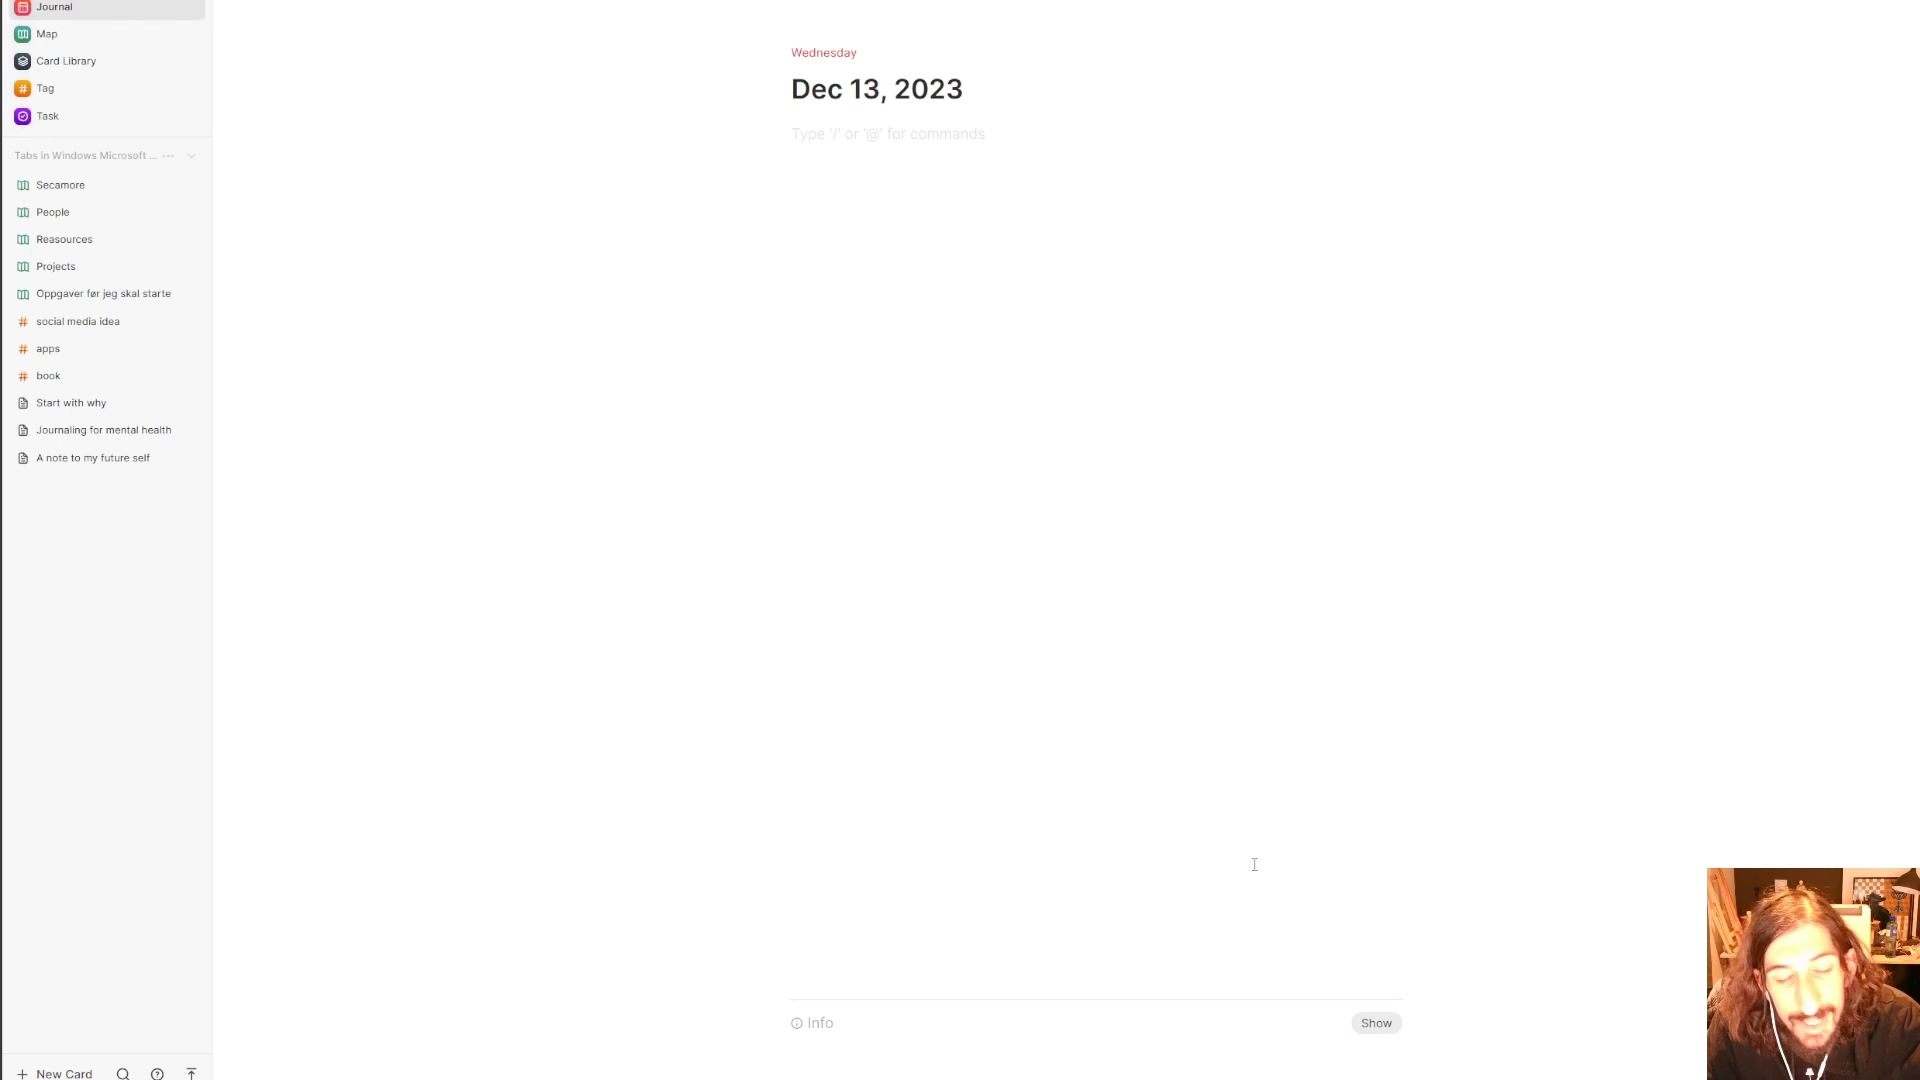 Journal
Map
Card Library
Tag
Task
Tabs in Windows Microsoft ...
Secamore
People
Reasources
Projects
Oppgaver før jeg skal starte
social media idea
apps
book
Start with why
Journaling for mental health
A note to my future self
New Card
Wednesday
Dec 13, 2023
Type '/' or '@' for commands
Info
Show